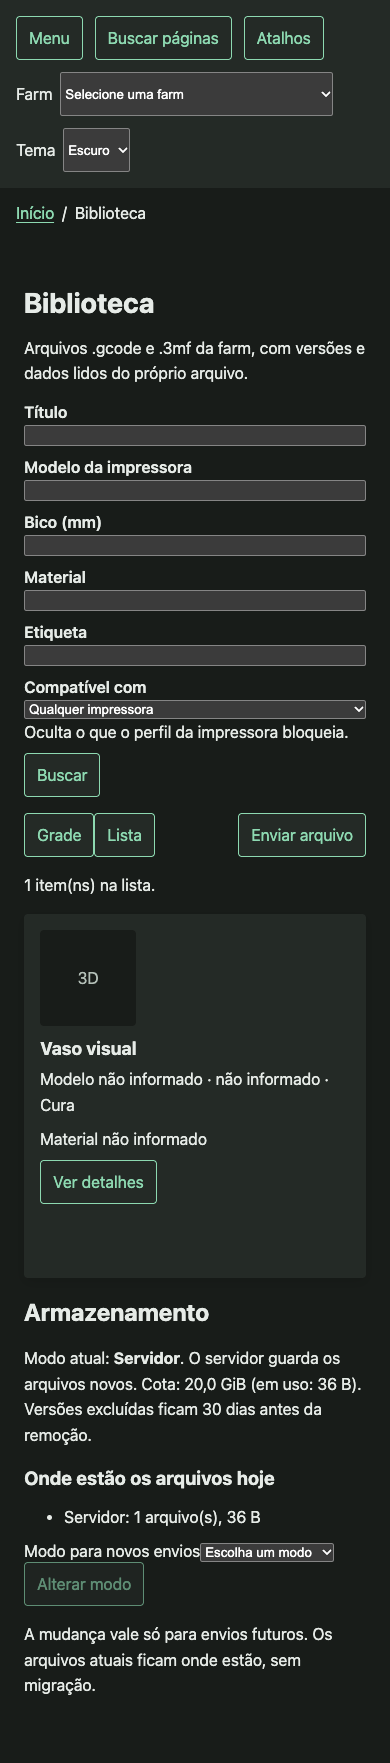 Menu Buscar páginas Atalhos
Farm Selecione uma farm
Tema Escuro
Início / Biblioteca
Biblioteca
Arquivos .gcode e .3mf da farm, com versões e
dados lidos do próprio arquivo.
Título
Modelo da impressora
Bico (mm)
Material
Etiqueta
Compatível com
Qualquer impressora
Oculta o que o perfil da impressora bloqueia.
Buscar
Grade Lista Enviar arquivo
1 item(ns) na lista.
3D
Vaso visual
Modelo não informado · não informado ·
Cura
Material não informado
Ver detalhes
Armazenamento
Modo atual: Servidor. O servidor guarda os
arquivos novos. Cota: 20,0 GiB (em uso: 36 B).
Versões excluídas ficam 30 dias antes da
remoção.
Onde estão os arquivos hoje
• Servidor: 1 arquivo(s), 36 B
Modo para novos envios Escolha um modo
Alterar modo
A mudança vale só para envios futuros. Os
arquivos atuais ficam onde estão, sem
migração.